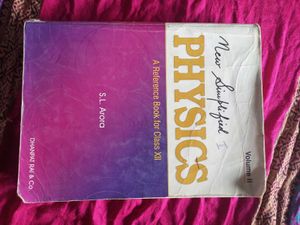 New Simplified
PHYSICS
Volume II
A Reference Book for Class XII
S.L. Arora
DHANPAT RAI & Co.